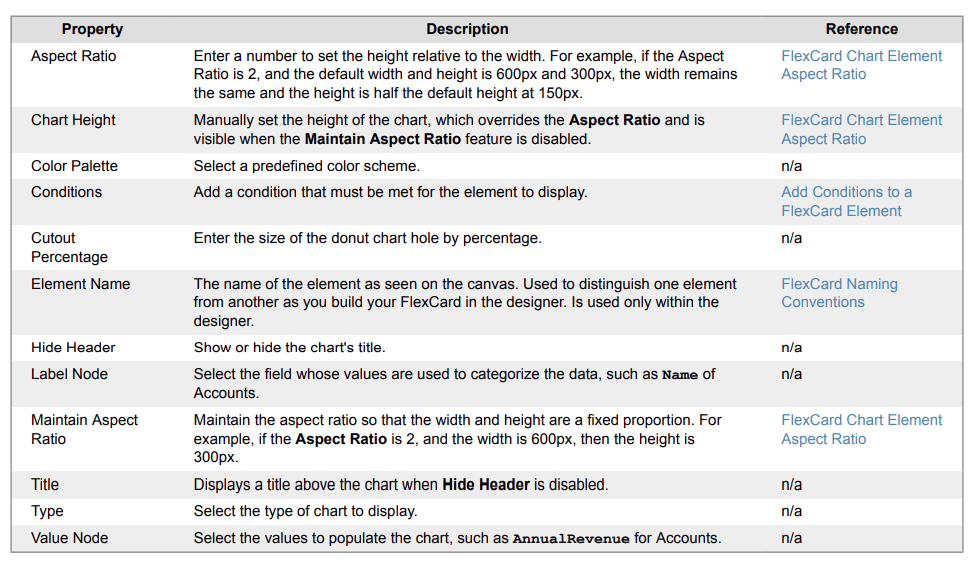 Property Description Reference
Aspect Ratio Enter a number to set the height relative to the width. For example, if the Aspect FlexCard Chart Element
Ratio is 2, and the default width and height is 600px and 300px, the width remains Aspect Ratio
the same and the height is half the default height at 150px.
Chart Height Manually set the height of the chart, which overrides the Aspect Ratio and is FlexCard Chart Element
visible when the Maintain Aspect Ratio feature is disabled. Aspect Ratio
Color Palette Select a predefined color scheme. n/a
Conditions Add a condition that must be met for the element to display. Add Conditions to a
FlexCard Element
Cutout Enter the size of the donut chart hole by percentage. n/a
Percentage
Element Name The name of the element as seen on the canvas. Used to distinguish one element FlexCard Naming
from another as you build your FlexCard in the designer. Is used only within the Conventions
designer.
Hide Header Show or hide the chart's title. n/a
Label Node Select the field whose values are used to categorize the data, such as Name of n/a
Accounts.
Maintain Aspect Maintain the aspect ratio so that the width and height are a fixed proportion. For FlexCard Chart Element
Ratio example, if the Aspect Ratio is 2, and the width is 600px, then the height is Aspect Ratio
300px.
Title Displays a title above the chart when Hide Header is disabled. n/a
Type Select the type of chart to display. n/a
Value Node Select the values to populate the chart, such as AnnualRevenue for Accounts. n/a